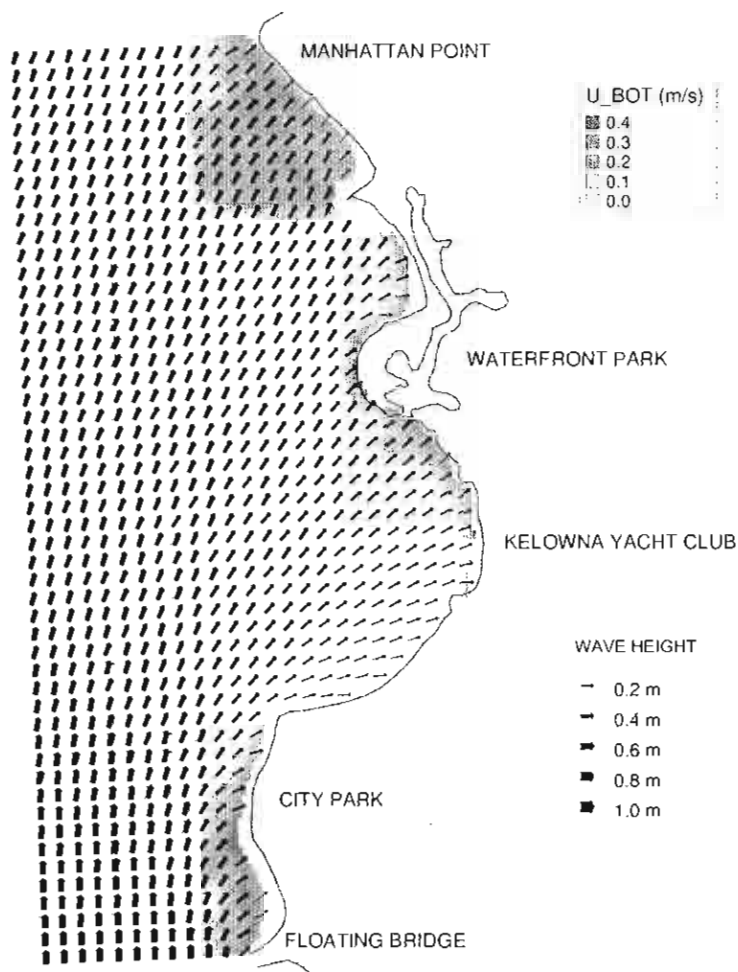 MANHATTAN POINT
U_BOT (m/s)
0.4
0.3
0.2
0.1
0.0
WATERFRONT PARK
KELOWNA YACHT CLUB
WAVE HEIGHT
0.2 m
0.4 m
0.6 m
0.8 m
1.0 m
CITY PARK
FLOATING BRIDGE